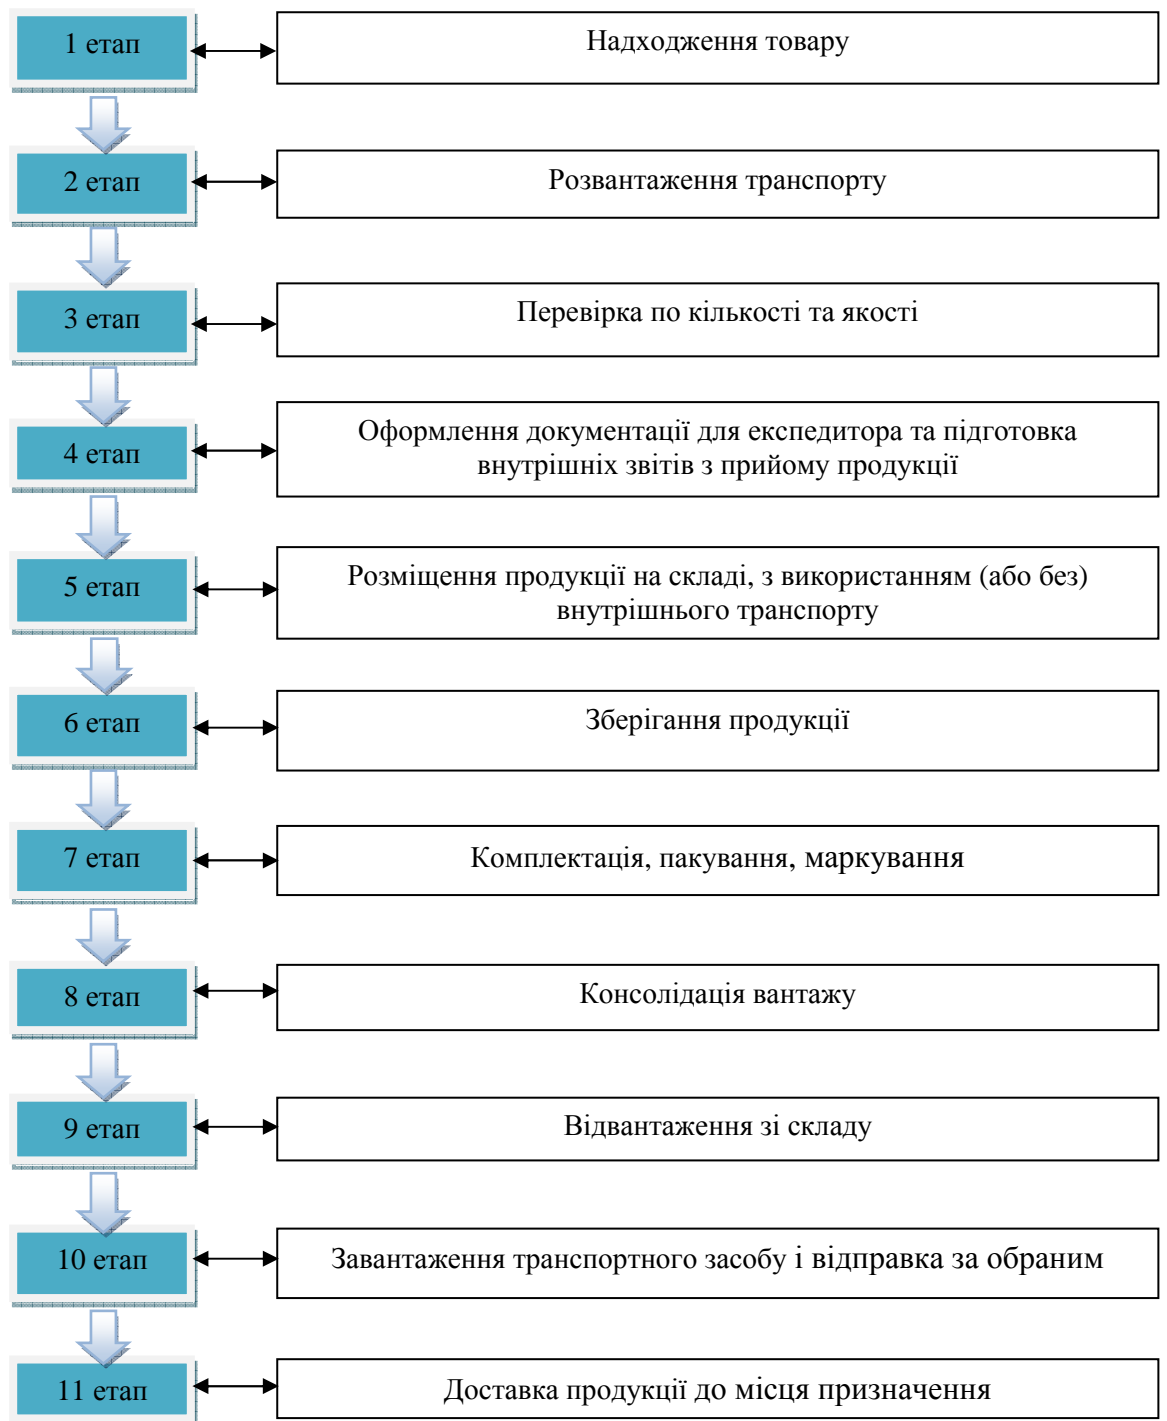 1 етап
Надходження товару
2 етап
Розвантаження транспорту
3 етап
Перевірка по кількості та якості
4 етап
Оформлення документації для експедитора та підготовка
внутрішніх звітів з прийому продукції
5 етап
Розміщення продукції на складі, з використанням (або без)
внутрішнього транспорту
6 етап
Зберігання продукції
7 етап
Комплектація, пакування, маркування
8 етап
Консолідація вантажу
9 етап
Відвантаження зі складу
10 етап
Завантаження транспортного засобу і відправка за обраним
11 етап
Доставка продукції до місця призначення